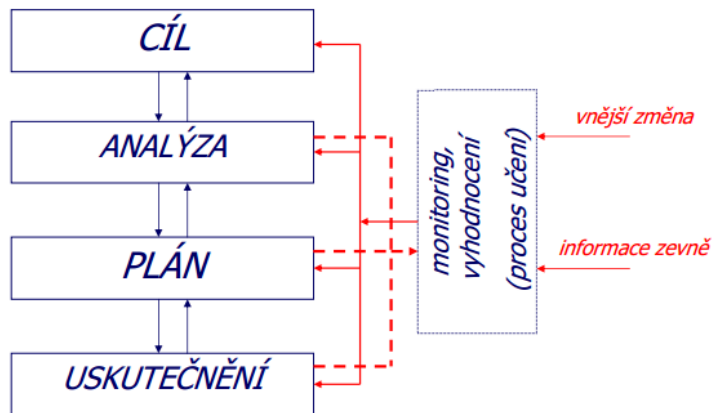 CÍL
ANALÝZA
PLÁN
USKUTEČNĚNÍ
monitoring,
vyhodnocení
(proces učení)
vnější změna
informace zevně